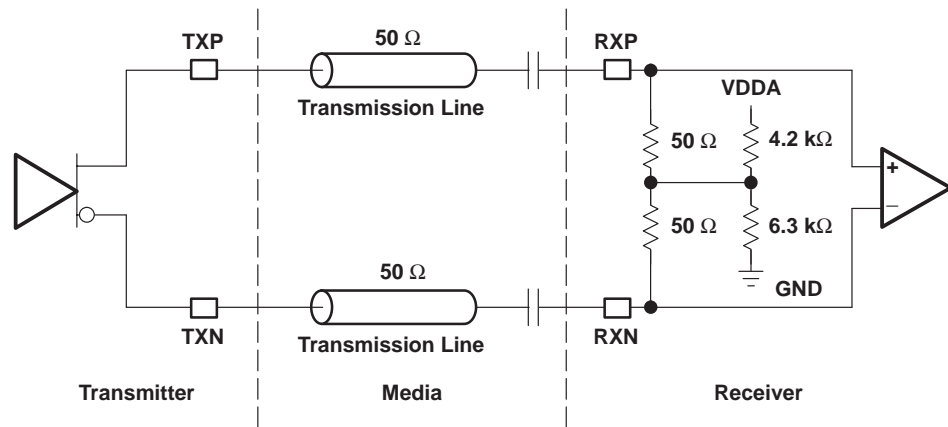 50 Ω
TXP
RXP
Transmission Line
VDDA
50 Ω
4.2 kΩ
+
−
50 Ω
6.3 kΩ
50 Ω
GND
TXN
RXN
Transmission Line
Transmitter
Media
Receiver